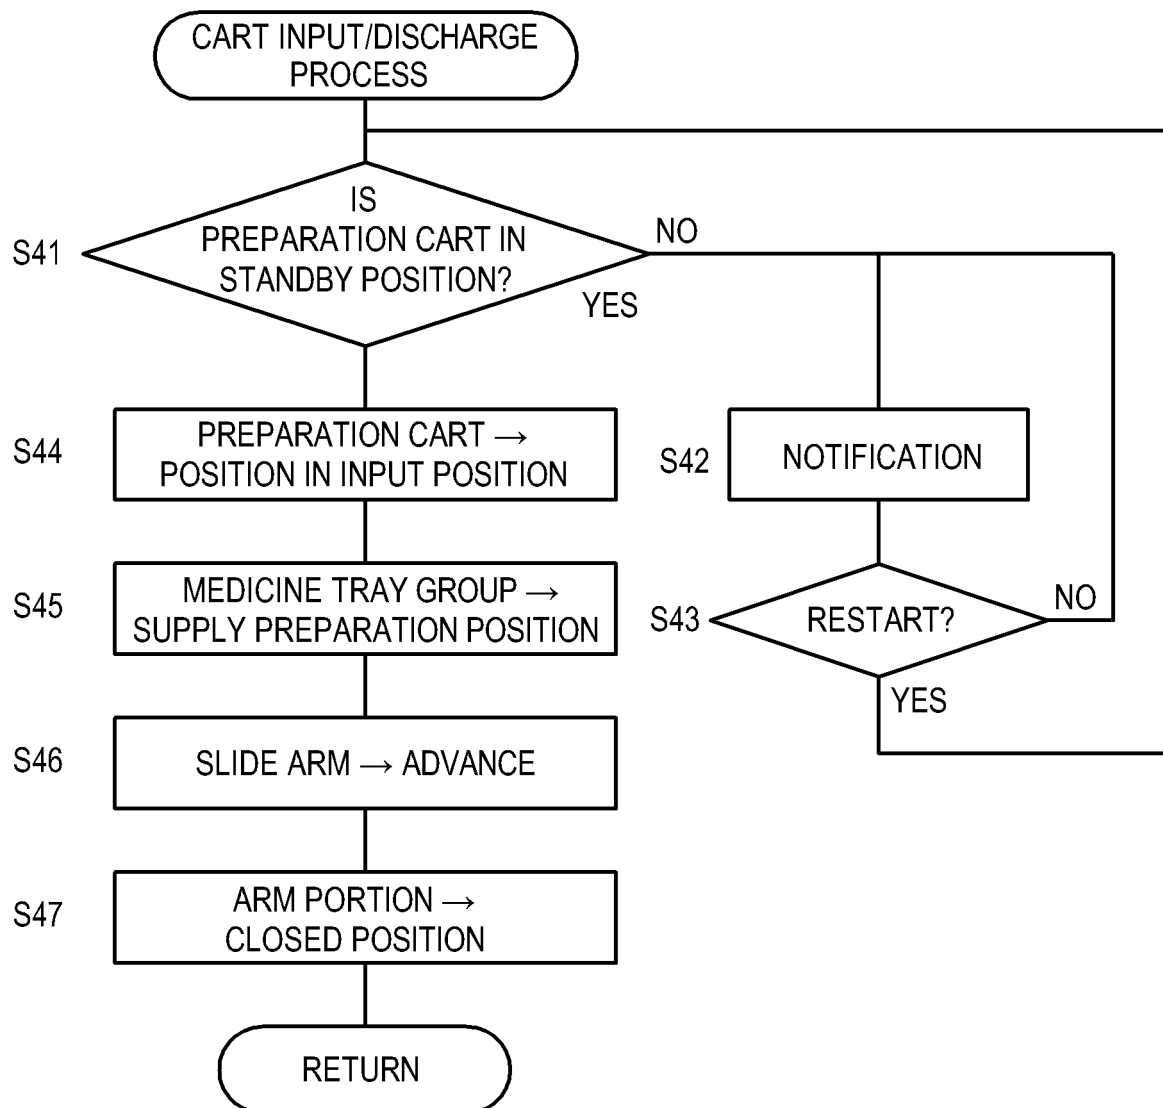 CART INPUT/DISCHARGE
PROCESS
S41
IS
PREPARATION CART IN
STANDBY POSITION?
NO
YES
S44
PREPARATION CART →
POSITION IN INPUT POSITION
S42
NOTIFICATION
S45
MEDICINE TRAY GROUP →
SUPPLY PREPARATION POSITION
S43
RESTART?
NO
YES
S46
SLIDE ARM → ADVANCE
S47
ARM PORTION →
CLOSED POSITION
RETURN